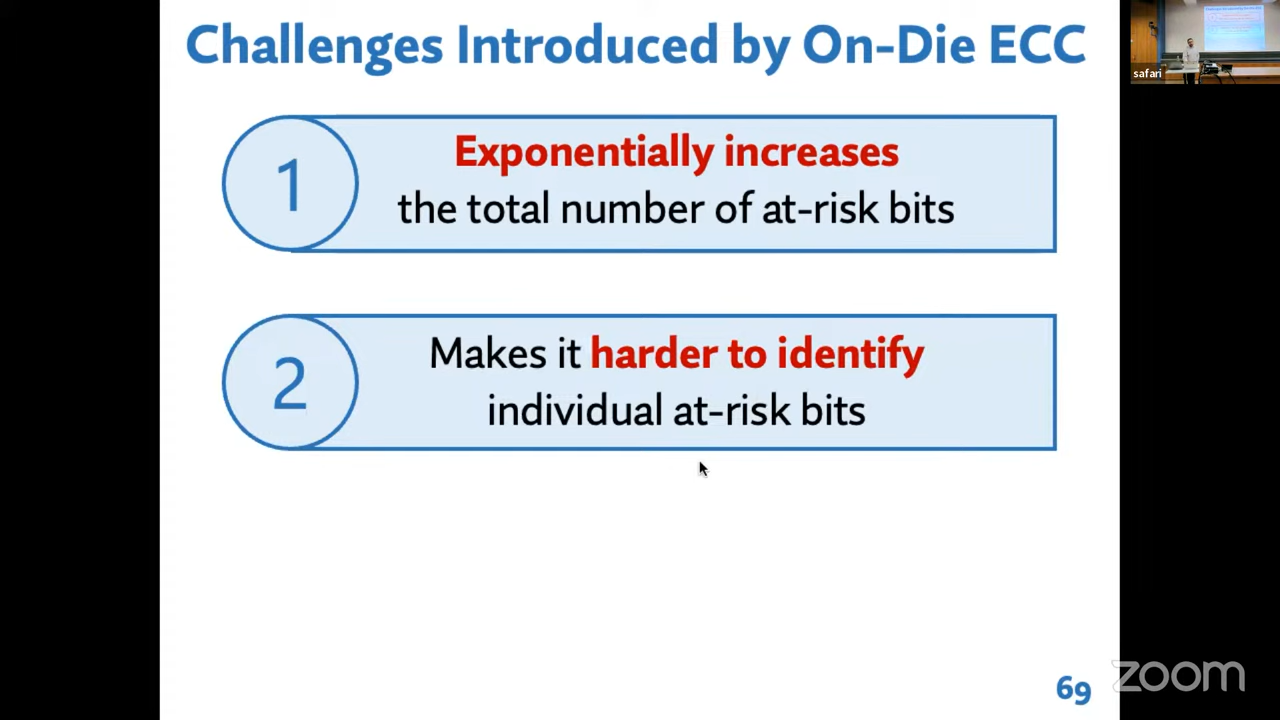 Challenges Introduced by On-Die ECC
safari
1
Exponentially increases
the total number of at-risk bits
2
Makes it harder to identify
individual at-risk bits
69
zoom